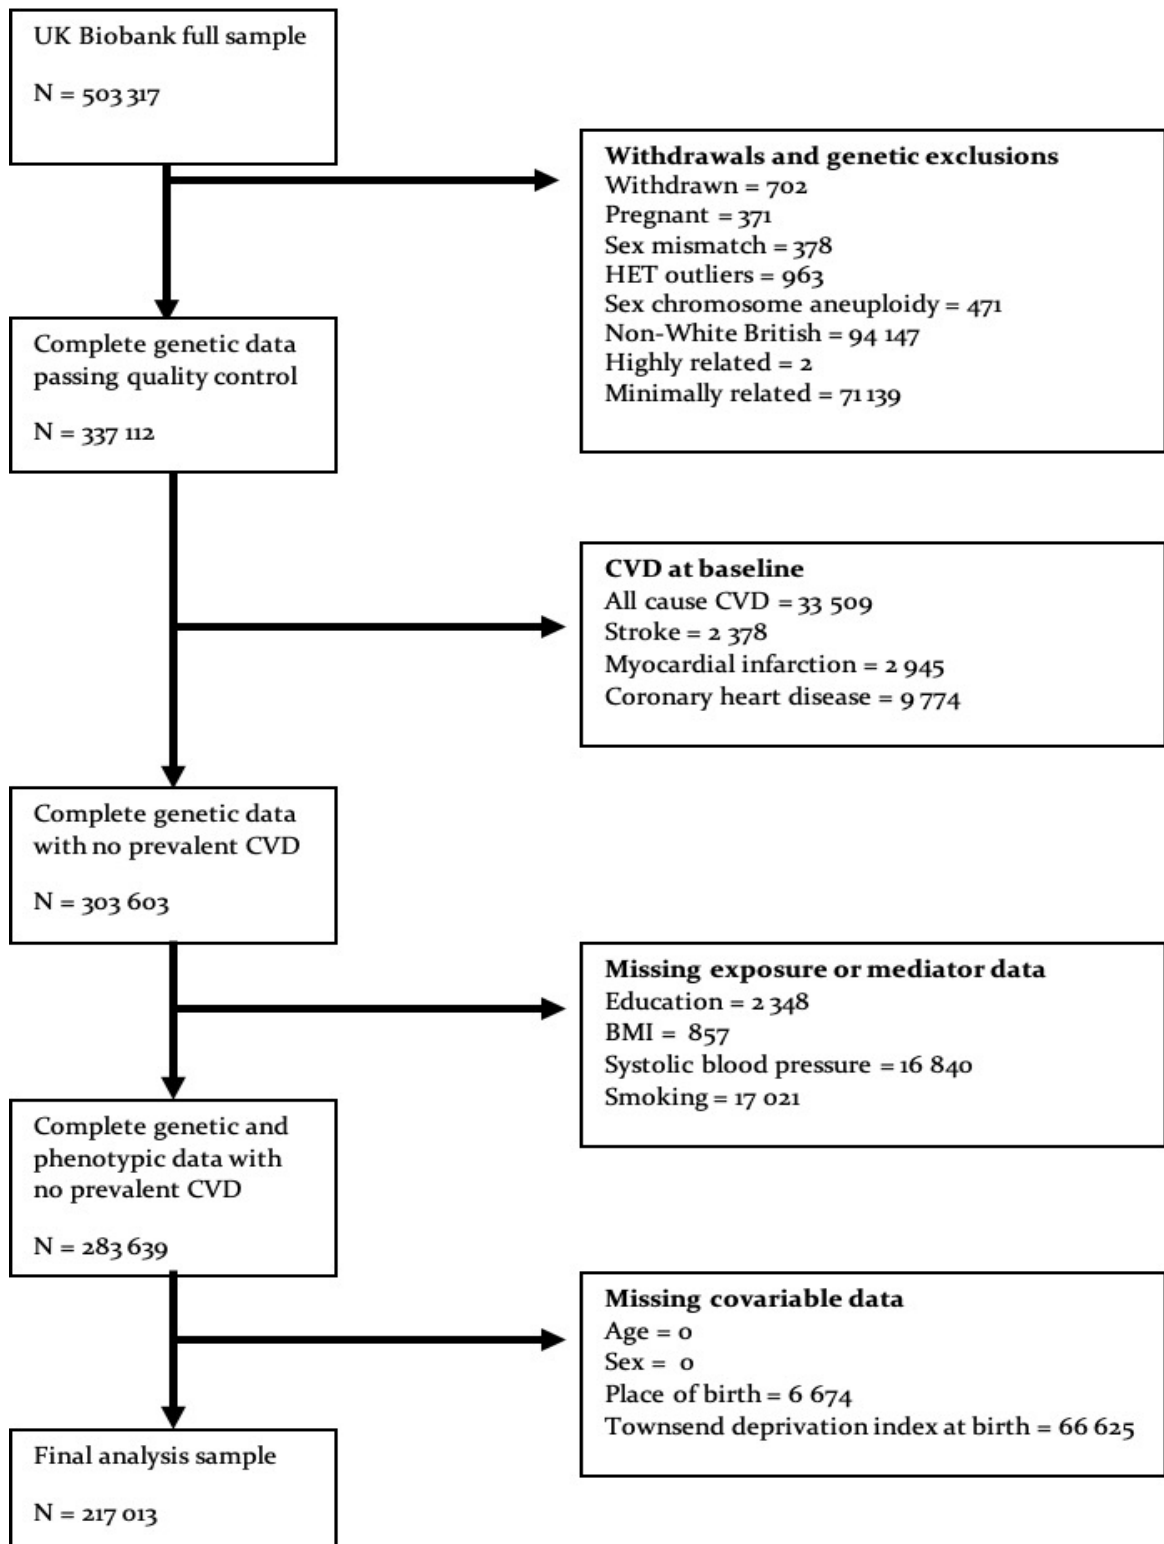 UK Biobank full sample
N = 503 317
Withdrawals and genetic exclusions
Withdrawn = 702
Pregnant = 371
Sex mismatch = 378
HET outliers = 963
Sex chromosome aneuploidy = 471
Non-White British = 94 147
Highly related = 2
Minimally related = 71 139
Complete genetic data
passing quality control
N = 337 112
CVD at baseline
All cause CVD = 33 509
Stroke = 2 378
Myocardial infarction = 2 945
Coronary heart disease = 9 774
Complete genetic data
with no prevalent CVD
N = 303 603
Missing exposure or mediator data
Education = 2 348
BMI = 857
Systolic blood pressure = 16 840
Smoking = 17 021
Complete genetic and
phenotypic data with
no prevalent CVD
N = 283 639
Missing covariable data
Age = 0
Sex = 0
Place of birth = 6 674
Townsend deprivation index at birth = 66 625
Final analysis sample
N = 217 013